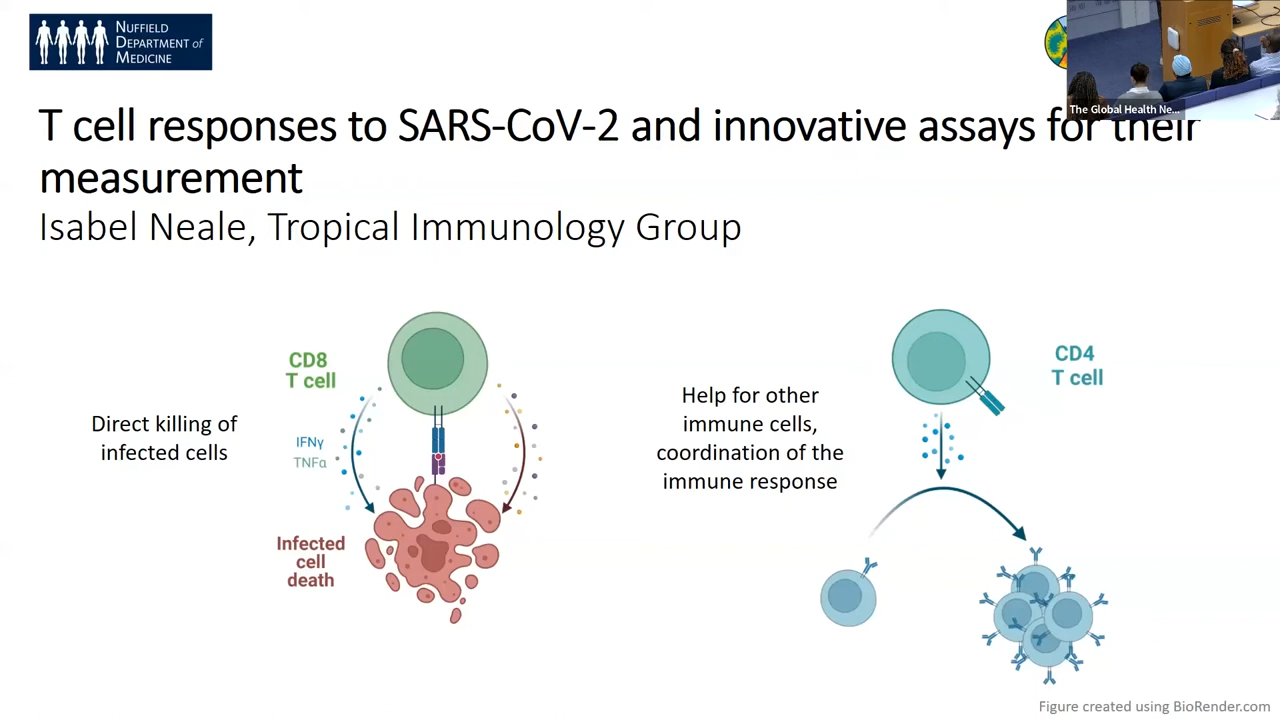 NUFFIELD
DEPARTMENT of
MEDICINE
The Global Health Ne...
T cell responses to SARS-CoV-2 and innovative assays for their
measurement
Isabel Neale, Tropical Immunology Group
CD8
T cell
Direct killing of
infected cells
IFNγ
TNFα
Infected
cell
death
CD4
T cell
Help for other
immune cells,
coordination of the
immune response
Figure created using BioRender.com